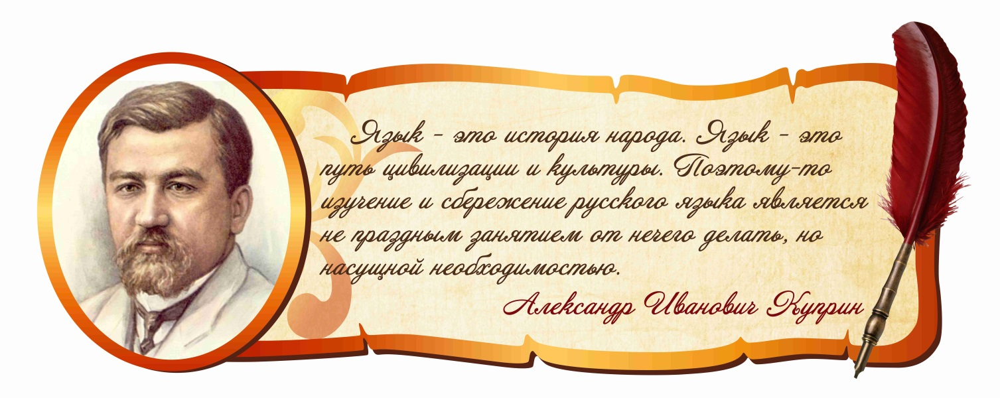 Язык - это история народа. Язык - это
путь цивилизации и культуры. Поэтому-то
изучение и сбережение русского языка является
не праздным занятием от нечего делать, но
насущной необходимостью.
Александр Иванович Куприн